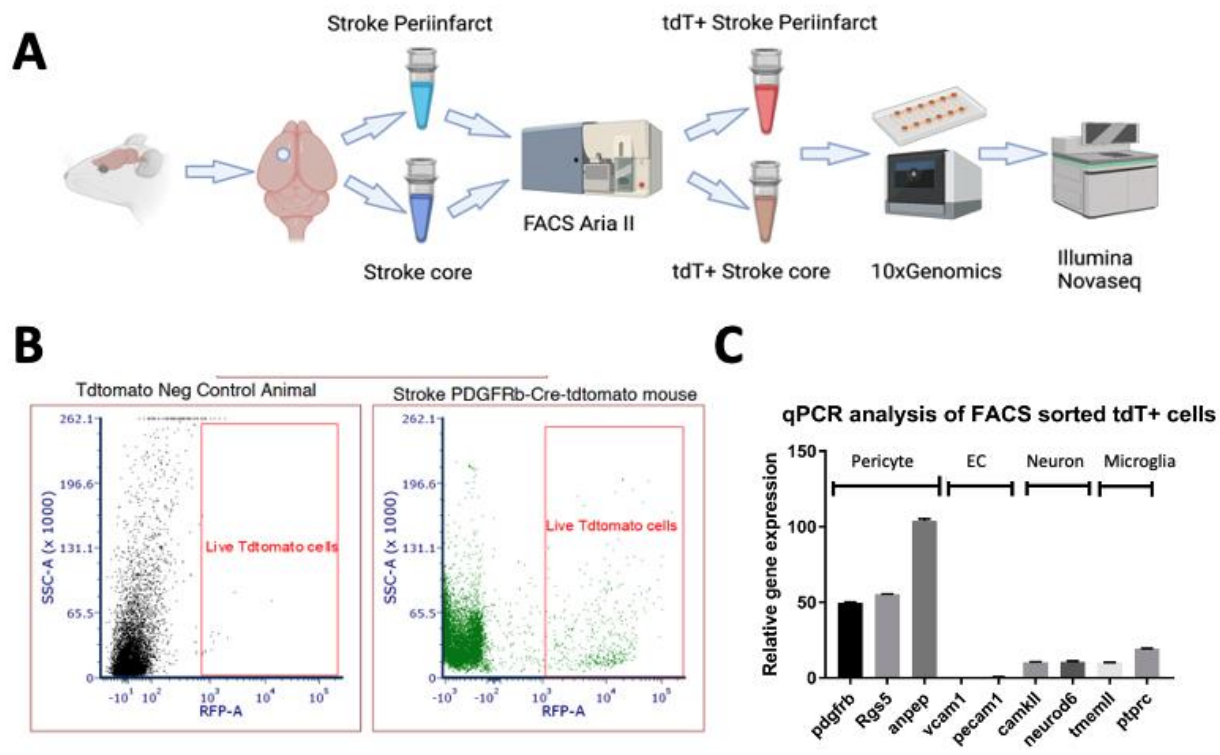 A
Stroke Periinfarct
tdT+ Stroke Periinfarct
FACS Aria II
Stroke core
tdT+ Stroke core
10xGenomics
Illumina
Novaseq
B
Tdtomato Neg Control Animal
SSC-A (x 1000)
262.1
196.6
131.1
65.5
0
Live Tdtomato cells
-10¹ 10² 10³ 10⁴ 10⁵
RFP-A
Stroke PDGFRb-Cre-tdtomato mouse
SSC-A (x 1000)
262.1
196.6
131.1
65.5
0
Live Tdtomato cells
-10³ -10² 10³ 10⁴ 10⁵
RFP-A
C
qPCR analysis of FACS sorted tdT+ cells
Relative gene expression
150
100
50
0
Pericyte EC Neuron Microglia
pdgfrb
Rgs5
anpep
vcam1
pecam1
camkII
neurod6
tmemII
ptprc